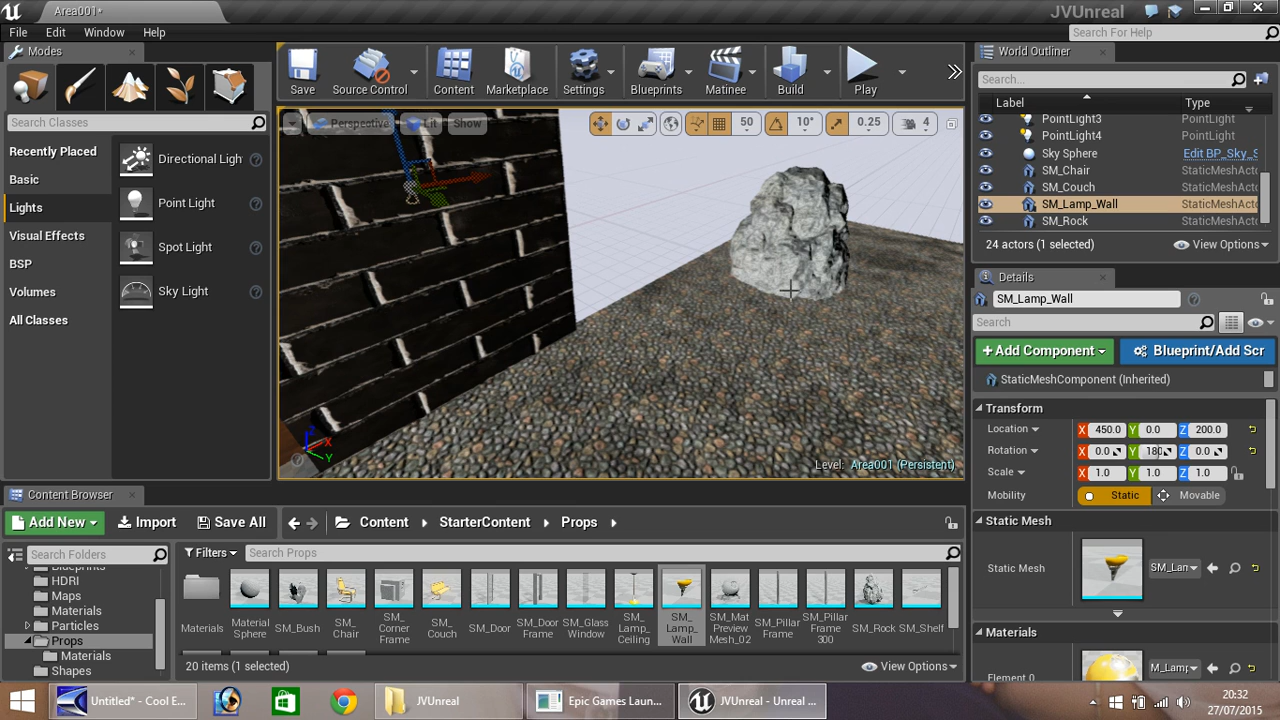 Area001*
JVUnreal
File
Edit
Window
Help
Search For Help
Modes
Search Classes
Recently Placed
Basic
Lights
Visual Effects
BSP
Volumes
All Classes
Directional Ligh
Point Light
Spot Light
Sky Light
Save
Source Control
Content
Marketplace
Settings
Blueprints
Matinee
Build
Play
Perspective
Lit
Show
50
10°
0.25
4
X
Y
Level: Area001 (Persistent)
World Outliner
Search...
Label
Type
PointLight3 PointLight
PointLight4 PointLight
Sky Sphere Edit BP_Sky_S
SM_Chair StaticMeshActo
SM_Couch StaticMeshActo
SM_Lamp_Wall StaticMeshActo
SM_Rock StaticMeshActo
24 actors (1 selected)
View Options
Details
SM_Lamp_Wall
Search
+Add Component
Blueprint/Add Scr
StaticMeshComponent (Inherited)
Transform
Location X 450.0 Y 0.0 Z 200.0
Rotation X 0.0 Y 180 Z 0.0
Scale X 1.0 Y 1.0 Z 1.0
Mobility Static Movable
Static Mesh
Static Mesh SM_Lan
Materials
Element 0 M_Lamp
Content Browser
Add New
Import
Save All
Content
StarterContent
Props
Search Folders
Blueprints
HDRI
Maps
Materials
Particles
Props
Materials
Shapes
Filters
Search Props
Materials
Material Sphere
SM_Bush
SM_Chair
SM_Corner Frame
SM_Couch
SM_Door
SM_Door Frame
SM_Glass Window
SM_Lamp_Ceiling
SM_Lamp_Wall
SM_Mat Preview Mesh_02
SM_Pillar Frame
SM_Pillar Frame 300
SM_Rock
SM_Shelf
20 items (1 selected)
View Options
Untitled* - Cool E...
JVUnreal
Epic Games Laun...
JVUnreal - Unreal ...
20:32
27/07/2015